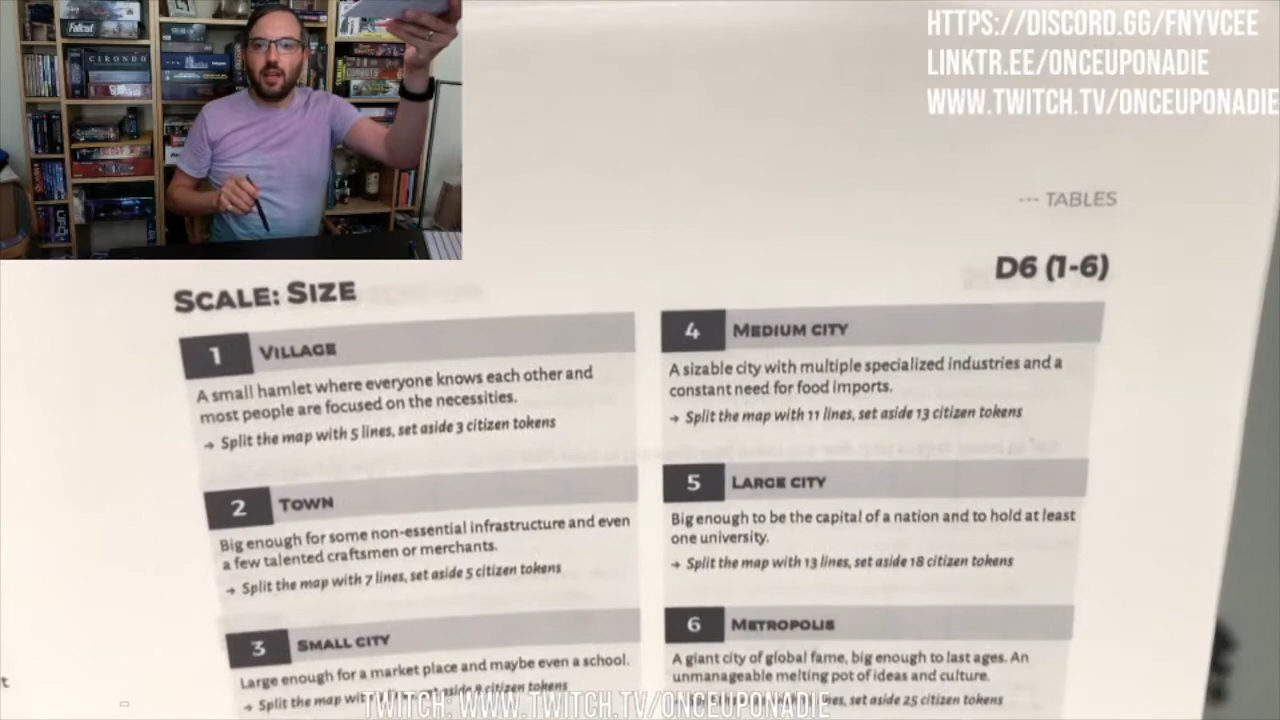 HTTPS://DISCORD.GG/FNYVCEE
LINKTR.EE/ONCEUPONADIE
WWW.TWITCH.TV/ONCEUPONADIE
Fallout
CIRONDO
UFO
--- TABLES
D6 (1-6)
SCALE: SIZE
1 VILLAGE
A small hamlet where everyone knows each other and
most people are focused on the necessities.
→ Split the map with 5 lines, set aside 3 citizen tokens
2 TOWN
Big enough for some non-essential infrastructure and even
a few talented craftsmen or merchants.
→ Split the map with 7 lines, set aside 5 citizen tokens
3 SMALL CITY
Large enough for a market place and maybe even a school.
→ Split the map with aside citizen tokens
4 MEDIUM CITY
A sizable city with multiple specialized industries and a
constant need for food imports.
→ Split the map with 11 lines, set aside 13 citizen tokens
5 LARGE CITY
Big enough to be the capital of a nation and to hold at least
one university.
→ Split the map with 13 lines, set aside 18 citizen tokens
6 METROPOLIS
A giant city of global fame, big enough to last ages. An
unmanageable melting pot of ideas and culture.
lines, set aside 25 citizen tokens
TWITCH: WWW.TWITCH.TV/ONCEUPONADIE